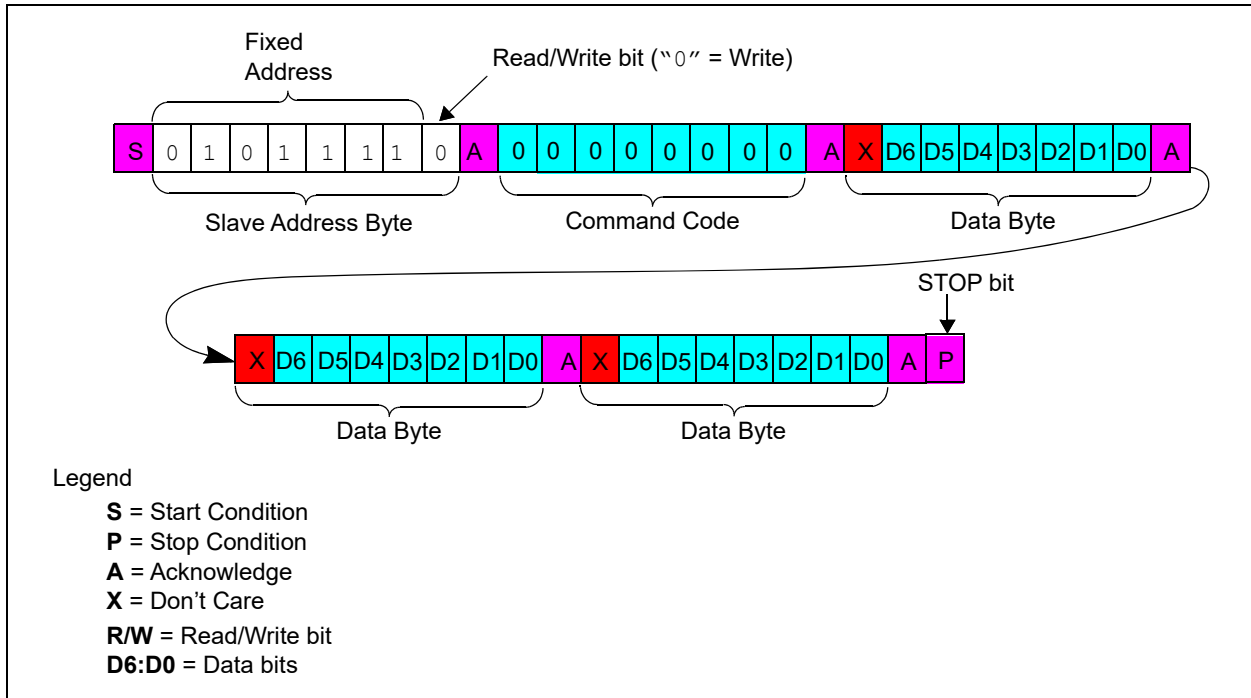 Fixed
Address
Read/Write bit (“0” = Write)
S 0 1 0 1 1 1 1 0 A 0 0 0 0 0 0 0 0 A X D6 D5 D4 D3 D2 D1 D0 A
Slave Address Byte Command Code Data Byte
STOP bit
X D6 D5 D4 D3 D2 D1 D0 A X D6 D5 D4 D3 D2 D1 D0 A P
Data Byte Data Byte
Legend
S = Start Condition
P = Stop Condition
A = Acknowledge
X = Don’t Care
R/W = Read/Write bit
D6:D0 = Data bits